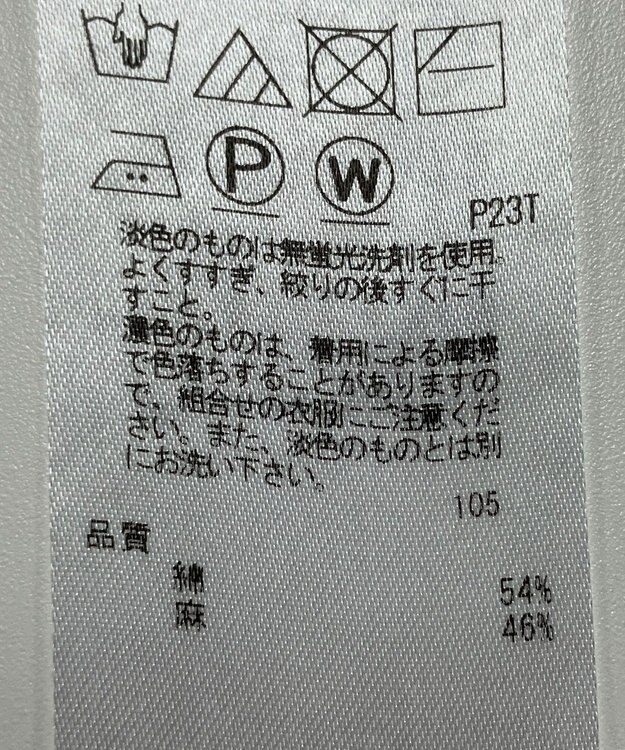 P W
P23T
淡色のものは無蛍光洗剤を使用
よくすすぎ、絞りの後すぐに干
すこと。
濃色のものは、着用による摩擦
で色落ちすることがありますの
で、組合せの衣服にご注意くだ
さい。また、淡色のものとは別
にお洗い下さい。
105
品質
綿 54%
麻 46%